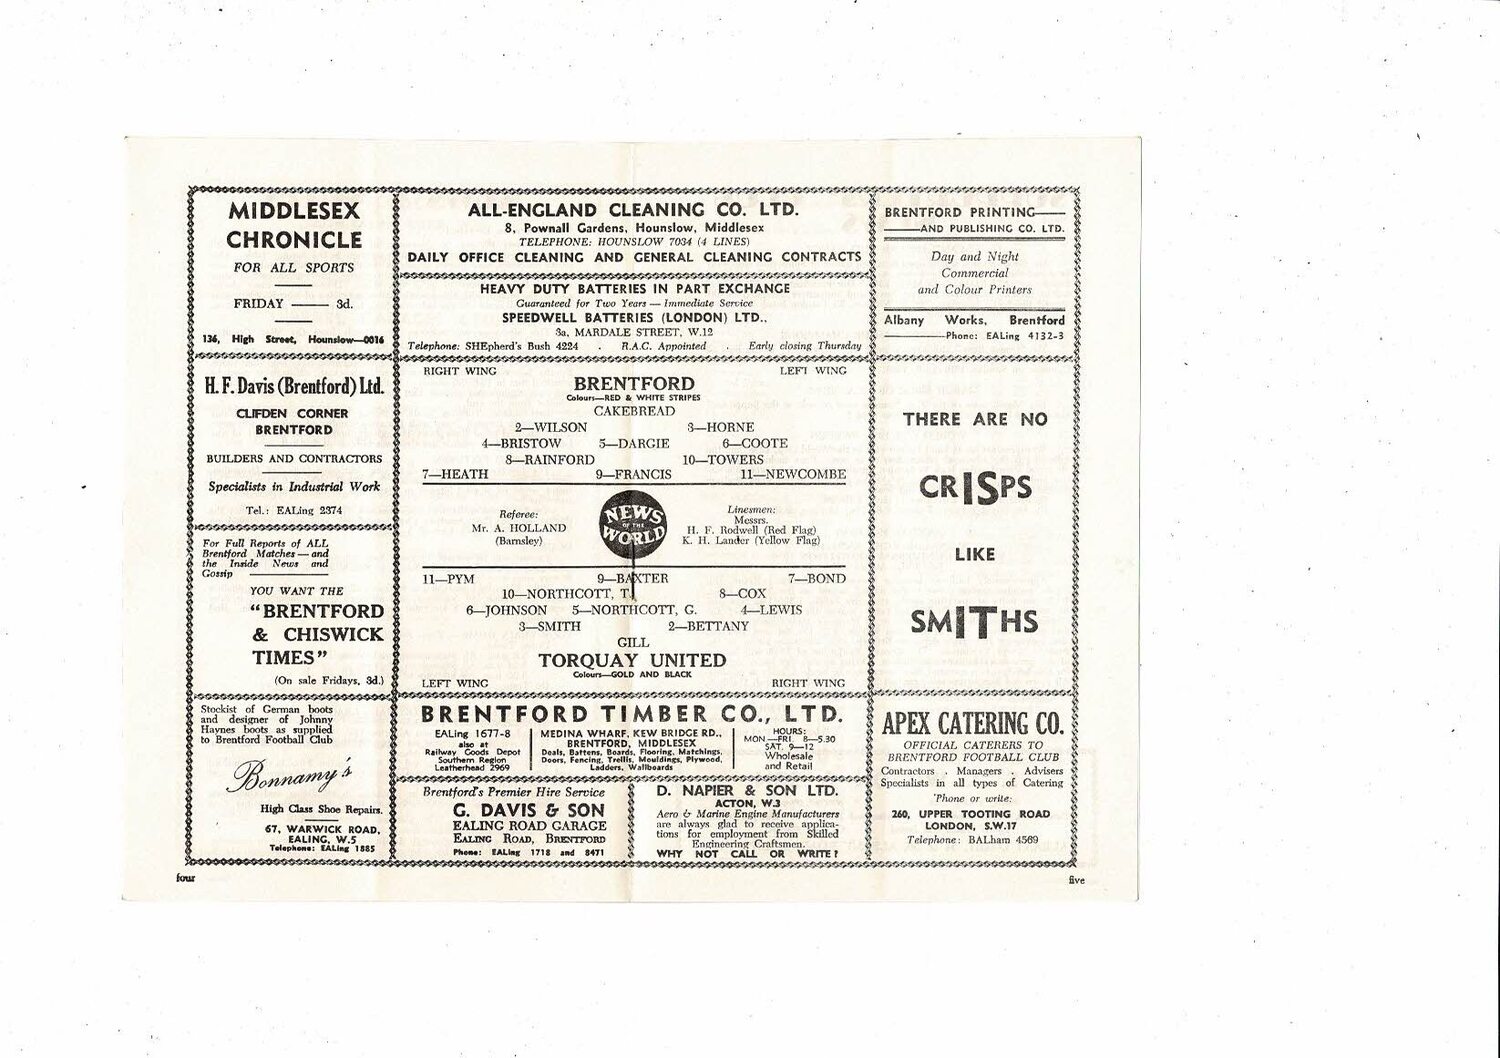 MIDDLESEX
CHRONICLE
FOR ALL SPORTS
FRIDAY —— 3d.
136, High Street, Hounslow—0016
H. F. Davis (Brentford) Ltd.
CLIFDEN CORNER
BRENTFORD
BUILDERS AND CONTRACTORS
Specialists in Industrial Work
Tel.: EALing 2374
For Full Reports of ALL
Brentford Matches — and
the Inside News and
Gossip
YOU WANT THE
"BRENTFORD
& CHISWICK
TIMES"
(On sale Fridays, 3d.)
Stockist of German boots
and designer of Johnny
Haynes boots as supplied
to Brentford Football Club
Bonnamy's
High Class Shoe Repairs.
67, WARWICK ROAD,
EALING, W.5
Telephone: EALing 1885
four
ALL-ENGLAND CLEANING CO. LTD.
8, Pownall Gardens, Hounslow, Middlesex
TELEPHONE: HOUNSLOW 7034 (4 LINES)
DAILY OFFICE CLEANING AND GENERAL CLEANING CONTRACTS
HEAVY DUTY BATTERIES IN PART EXCHANGE
Guaranteed for Two Years — Immediate Service
SPEEDWELL BATTERIES (LONDON) LTD.,
3a, MARDALE STREET, W.12
Telephone: SHEpherd's Bush 4224 . R.A.C. Appointed . Early closing Thursday
RIGHT WING LEFT WING
BRENTFORD
Colours—RED & WHITE STRIPES
CAKEBREAD
2—WILSON 3—HORNE
4—BRISTOW 5—DARGIE 6—COOTE
8—RAINFORD 10—TOWERS
7—HEATH 9—FRANCIS 11—NEWCOMBE
Referee:
Mr. A. HOLLAND
(Barnsley)
NEWS
OF THE
WORLD
Linesmen:
Messrs.
H. F. Rodwell (Red Flag)
K. H. Lander (Yellow Flag)
11—PYM 9—BAXTER 7—BOND
10—NORTHCOTT, T. 8—COX
6—JOHNSON 5—NORTHCOTT, G. 4—LEWIS
3—SMITH 2—BETTANY
GILL
TORQUAY UNITED
Colours—GOLD AND BLACK
LEFT WING RIGHT WING
BRENTFORD TIMBER CO., LTD.
EALing 1677-8
also at
Railway Goods Depot
Southern Region
Leatherhead 2969
MEDINA WHARF, KEW BRIDGE RD.,
BRENTFORD, MIDDLESEX
Deals, Battens, Boards, Flooring, Matchings,
Doors, Fencing, Trellis, Mouldings, Plywood,
Ladders, Wallboards
HOURS:
MON.—FRI. 8—5.30
SAT. 9—12
Wholesale
and Retail
Brentford's Premier Hire Service
G. DAVIS & SON
EALING ROAD GARAGE
EALING ROAD, BRENTFORD
Phone: EALing 1718 and 8471
D. NAPIER & SON LTD.
ACTON, W.3
Aero & Marine Engine Manufacturers
are always glad to receive applica-
tions for employment from Skilled
Engineering Craftsmen.
WHY NOT CALL OR WRITE?
BRENTFORD PRINTING——
——AND PUBLISHING CO. LTD.
Day and Night
Commercial
and Colour Printers
Albany Works, Brentford
——Phone: EALing 4132-3
THERE ARE NO
CRISPS
LIKE
SMITHS
APEX CATERING CO.
OFFICIAL CATERERS TO
BRENTFORD FOOTBALL CLUB
Contractors . Managers . Advisers
Specialists in all types of Catering
'Phone or write:
260, UPPER TOOTING ROAD
LONDON, S.W.17
Telephone: BALham 4569
five